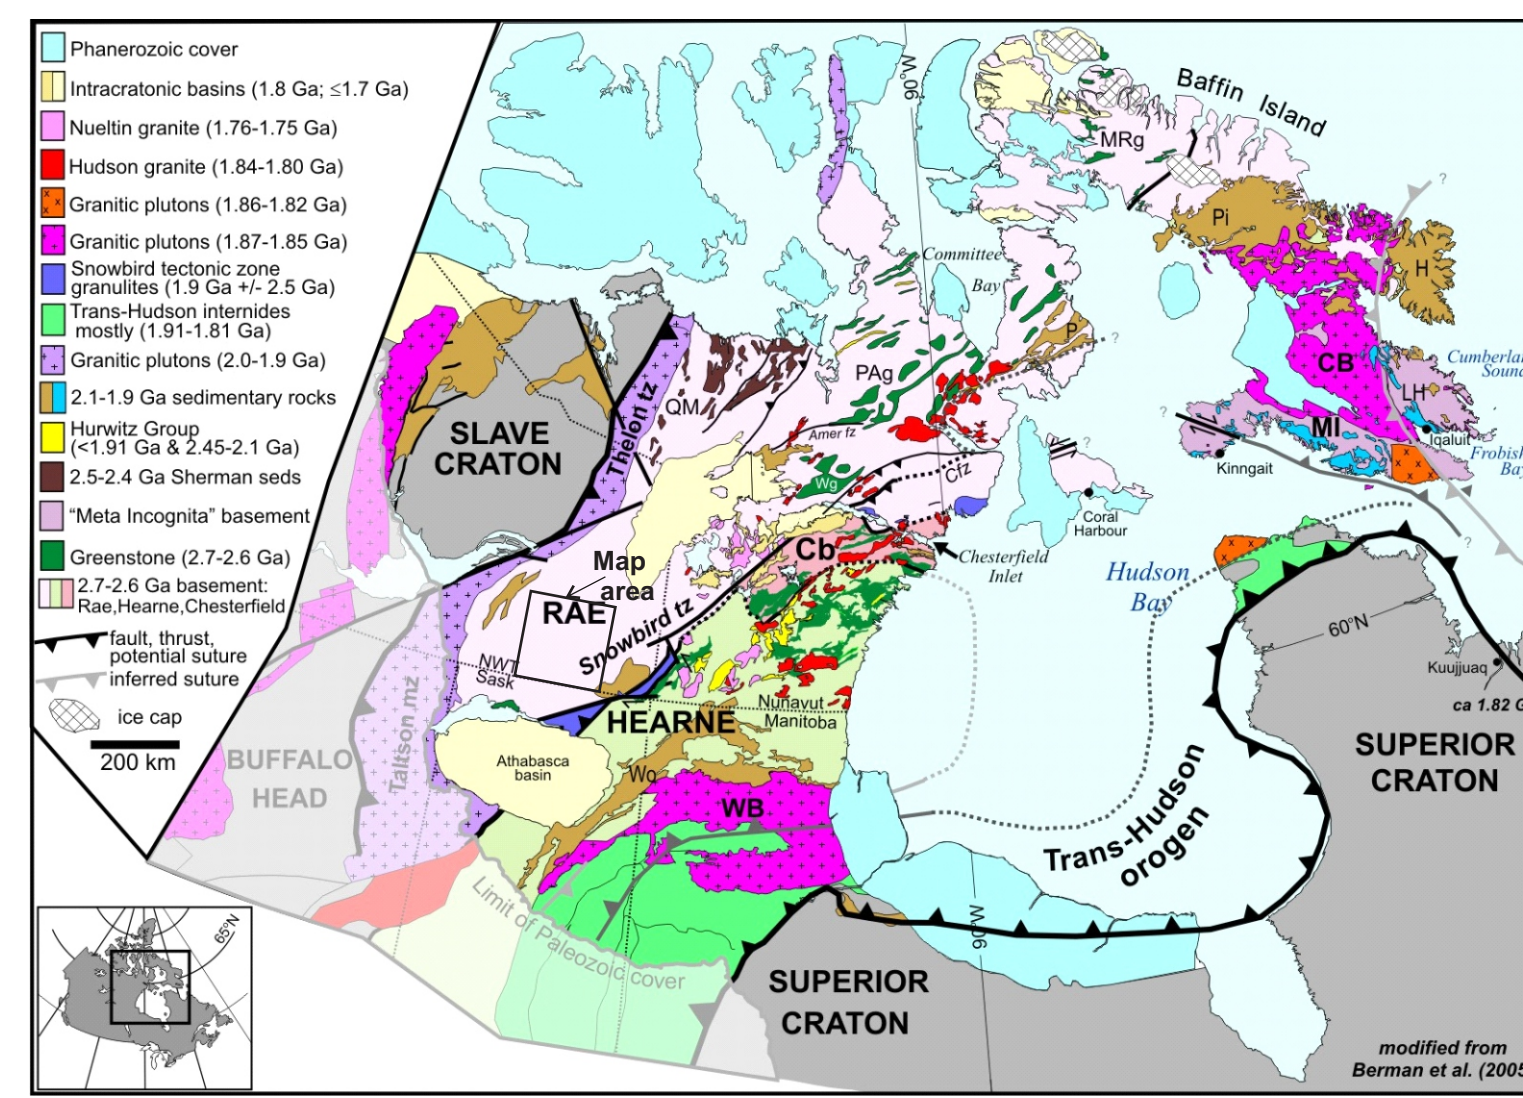 Phanerozoic cover
Intracratonic basins (1.8 Ga; ≤1.7 Ga)
Nueltin granite (1.76-1.75 Ga)
Hudson granite (1.84-1.80 Ga)
Granitic plutons (1.86-1.82 Ga)
Granitic plutons (1.87-1.85 Ga)
Snowbird tectonic zone
granulites (1.9 Ga +/- 2.5 Ga)
Trans-Hudson internides
mostly (1.91-1.81 Ga)
Granitic plutons (2.0-1.9 Ga)
2.1-1.9 Ga sedimentary rocks
Hurwitz Group
(<1.91 Ga & 2.45-2.1 Ga)
2.5-2.4 Ga Sherman seds
“Meta Incognita” basement
Greenstone (2.7-2.6 Ga)
2.7-2.6 Ga basement:
Rae,Hearne,Chesterfield
fault, thrust,
potential suture
inferred suture
ice cap
200 km
65°N
90°W
Baffin Island
MRg
?
Pi
H
Committee
Bay
P
?
CB
Cumberlan
Sound
LH
PAg
QM
Thelon tz
SLAVE
CRATON
Amer fz
?
MI
Iqaluit
Frobish
Bay
Kinngait
?
Wg
Cfz
Coral
Harbour
?
Cb
Chesterfield
Inlet
Map
area
RAE
Snowbird tz
Hudson
Bay
60°N
Kuujjuaq
ca 1.82 G
NWT
Sask
Nunavut
Manitoba
HEARNE
Taltson mz
BUFFALO
HEAD
Athabasca
basin
Wo
WB
SUPERIOR
CRATON
Trans-Hudson
orogen
Limit of Paleozoic cover
90°W
SUPERIOR
CRATON
modified from
Berman et al. (2005